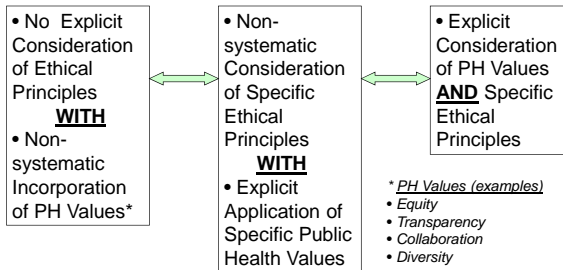 • No Explicit
Consideration
of Ethical
Principles
WITH
• Non-
systematic
Incorporation
of PH Values*
• Non-
systematic
Consideration
of Specific
Ethical
Principles
WITH
• Explicit
Application of
Specific Public
Health Values
• Explicit
Consideration
of PH Values
AND Specific
Ethical
Principles
* PH Values (examples)
• Equity
• Transparency
• Collaboration
• Diversity